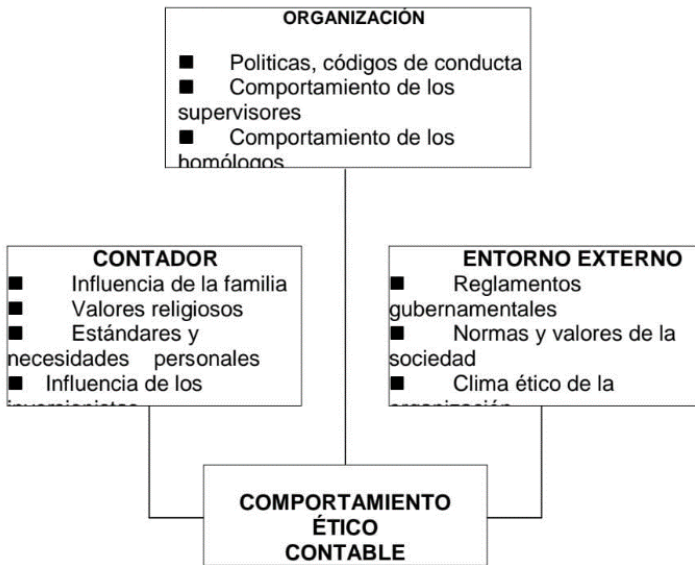 ORGANIZACIÓN
■ Politicas, códigos de conducta
■ Comportamiento de los
supervisores
■ Comportamiento de los
homólogos
CONTADOR
■ Influencia de la familia
■ Valores religiosos
■ Estándares y
necesidades personales
■ Influencia de los
ENTORNO EXTERNO
■ Reglamentos
gubernamentales
■ Normas y valores de la
sociedad
■ Clima ético de la
COMPORTAMIENTO
ÉTICO
CONTABLE